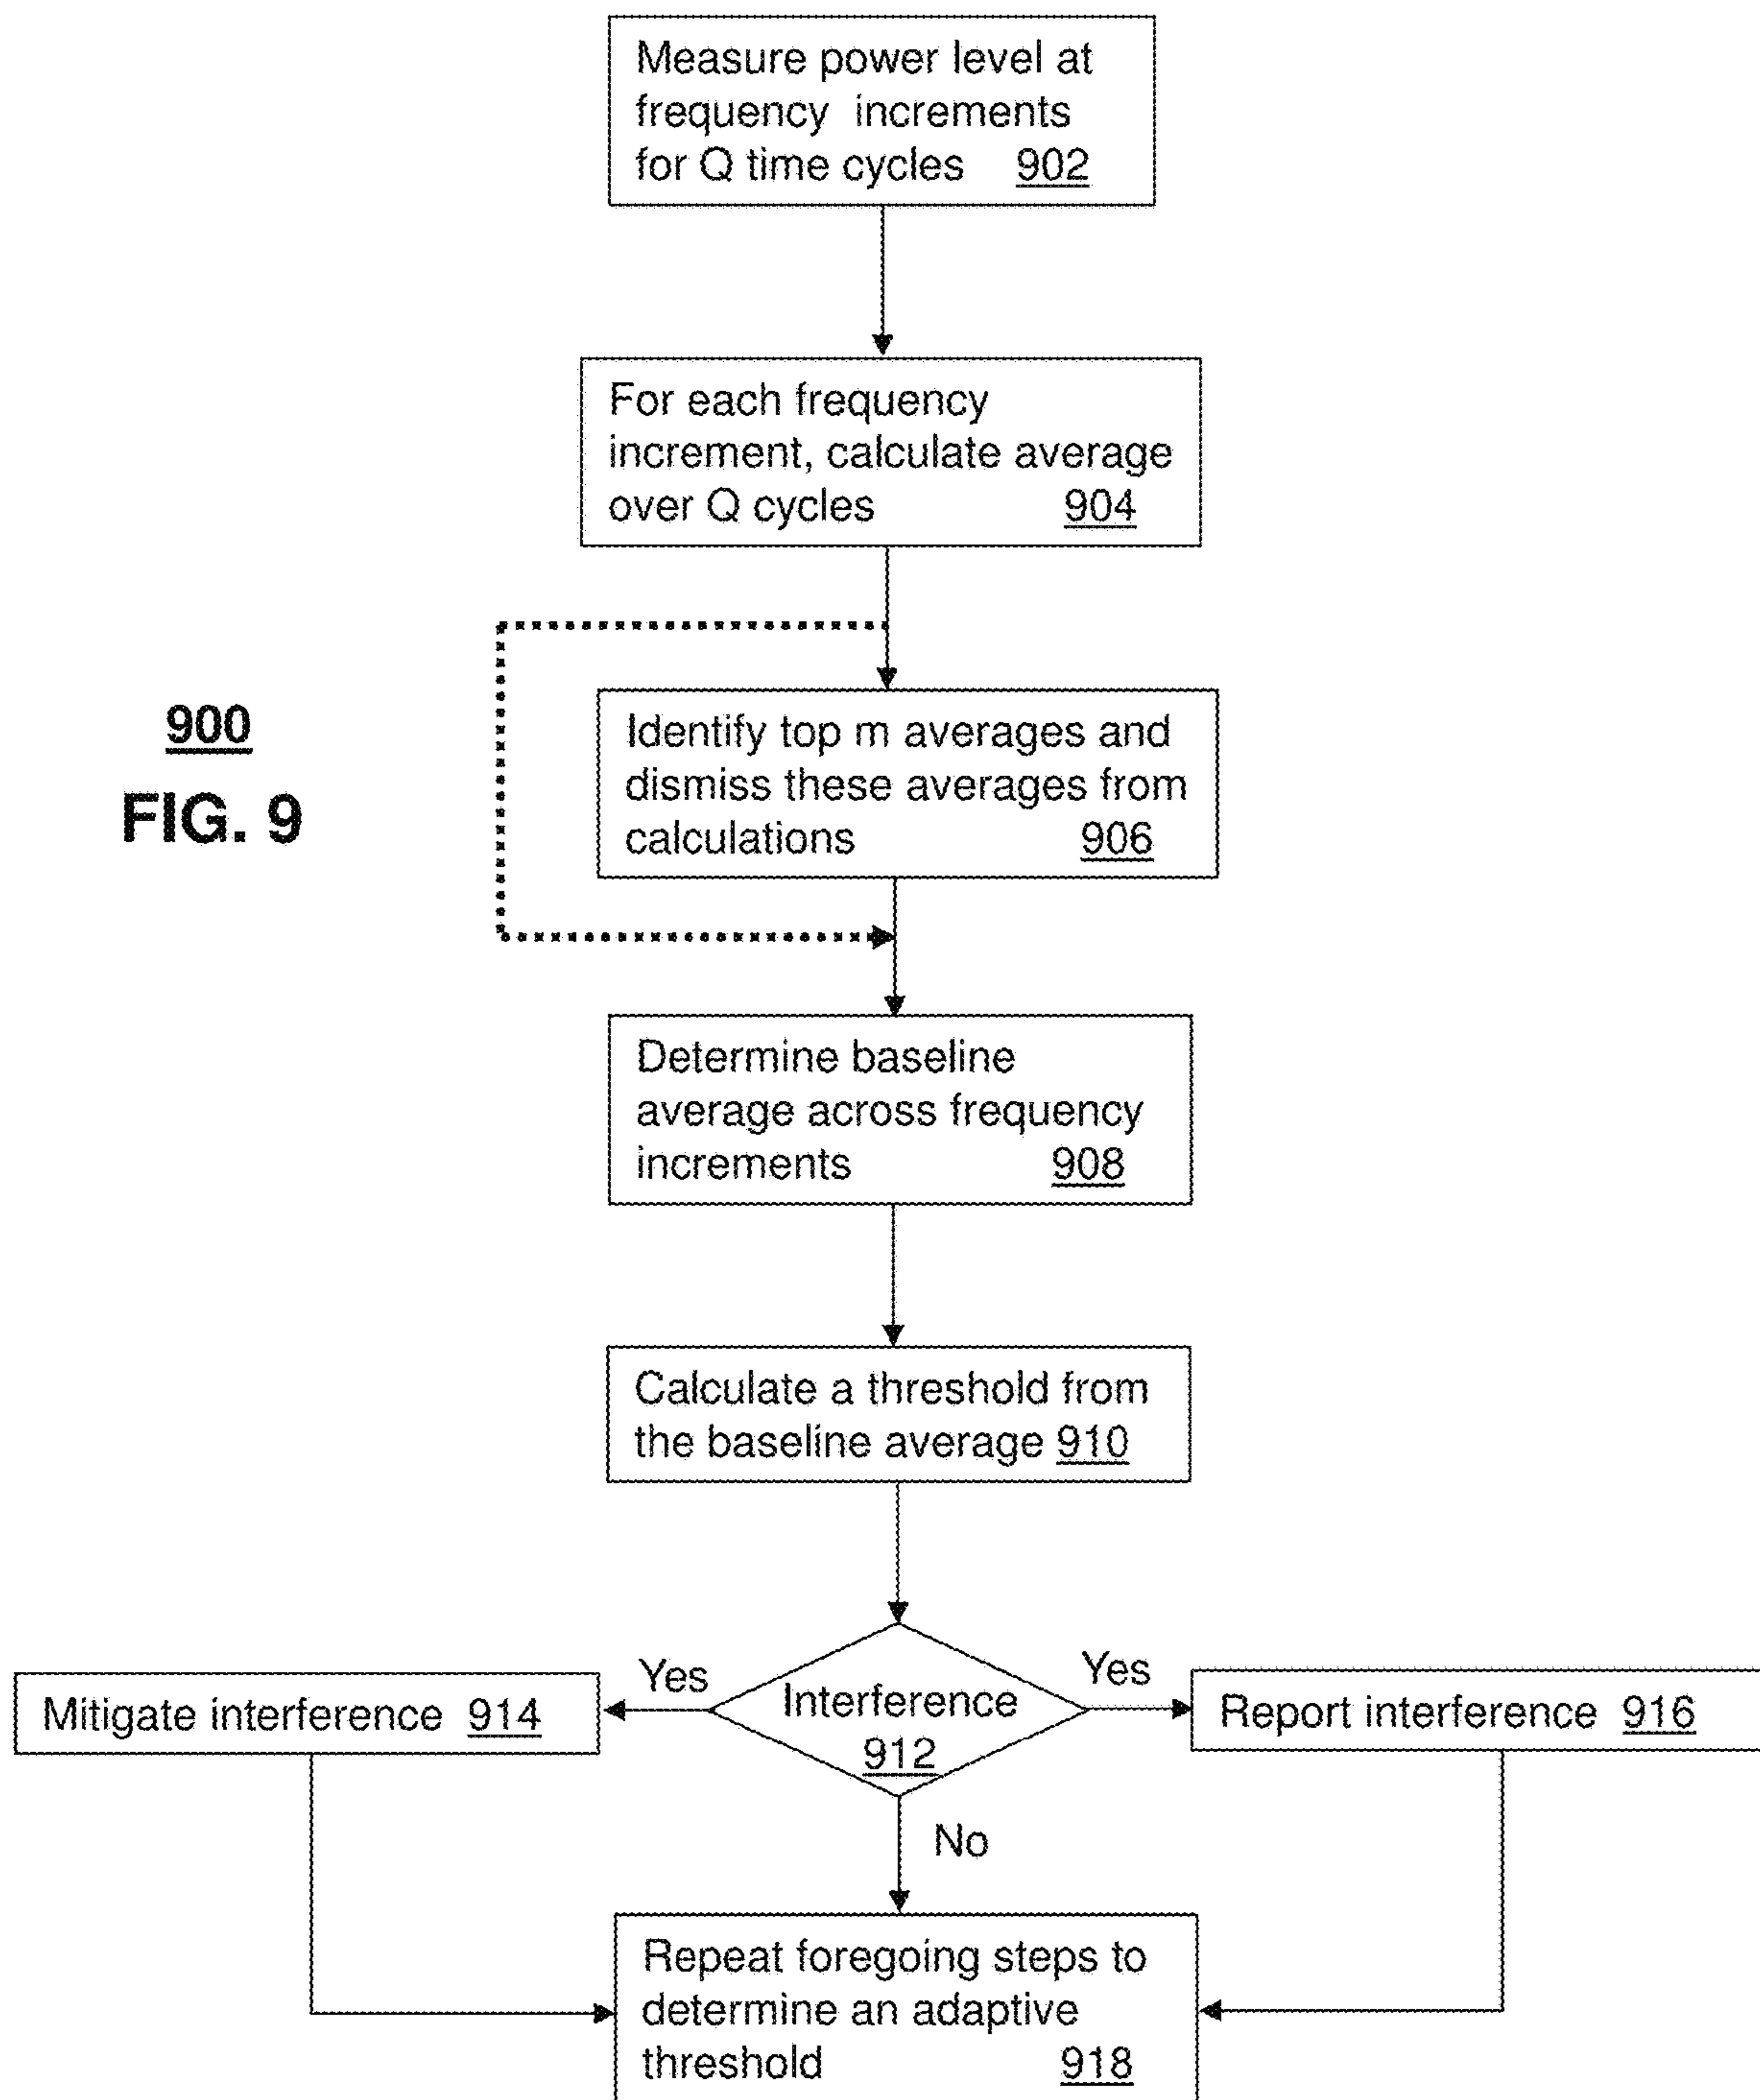 Measure power level at
frequency increments
for Q time cycles 902
For each frequency
increment, calculate average
over Q cycles 904
900
FIG. 9
Identify top m averages and
dismiss these averages from
calculations 906
Determine baseline
average across frequency
increments 908
Calculate a threshold from
the baseline average 910
Yes
Yes
Mitigate interference 914
Interference
912
Report interference 916
No
Repeat foregoing steps to
determine an adaptive
threshold 918